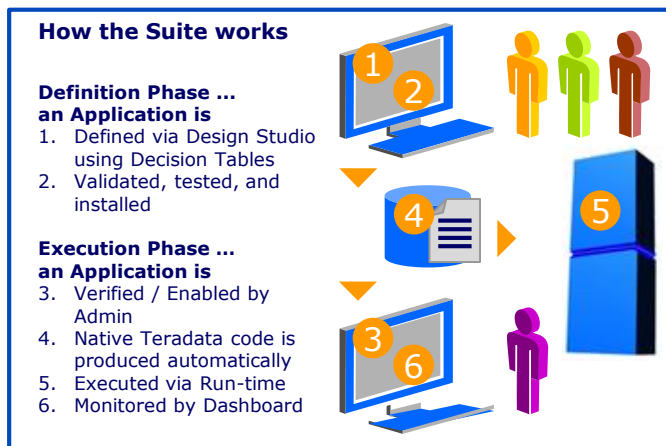 How the Suite works
Definition Phase ...
an Application is
1. Defined via Design Studio
using Decision Tables
2. Validated, tested, and
installed
Execution Phase ...
an Application is
3. Verified / Enabled by
Admin
4. Native Teradata code is
produced automatically
5. Executed via Run-time
6. Monitored by Dashboard
1
2
4
5
3
6